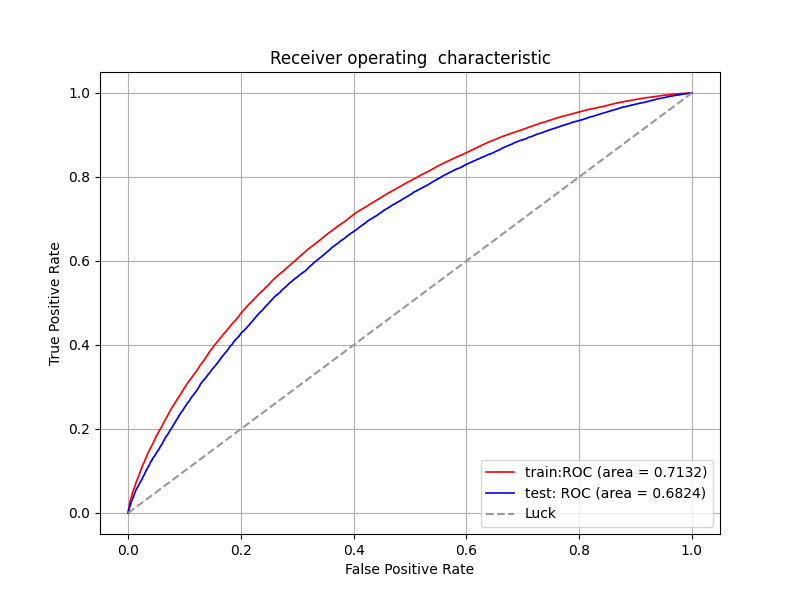 Receiver operating  characteristic
1.0
0.8
0.6
0.4
0.2
0.0
True Positive Rate
0.0 0.2 0.4 0.6 0.8 1.0
False Positive Rate
train:ROC (area = 0.7132)
test: ROC (area = 0.6824)
Luck